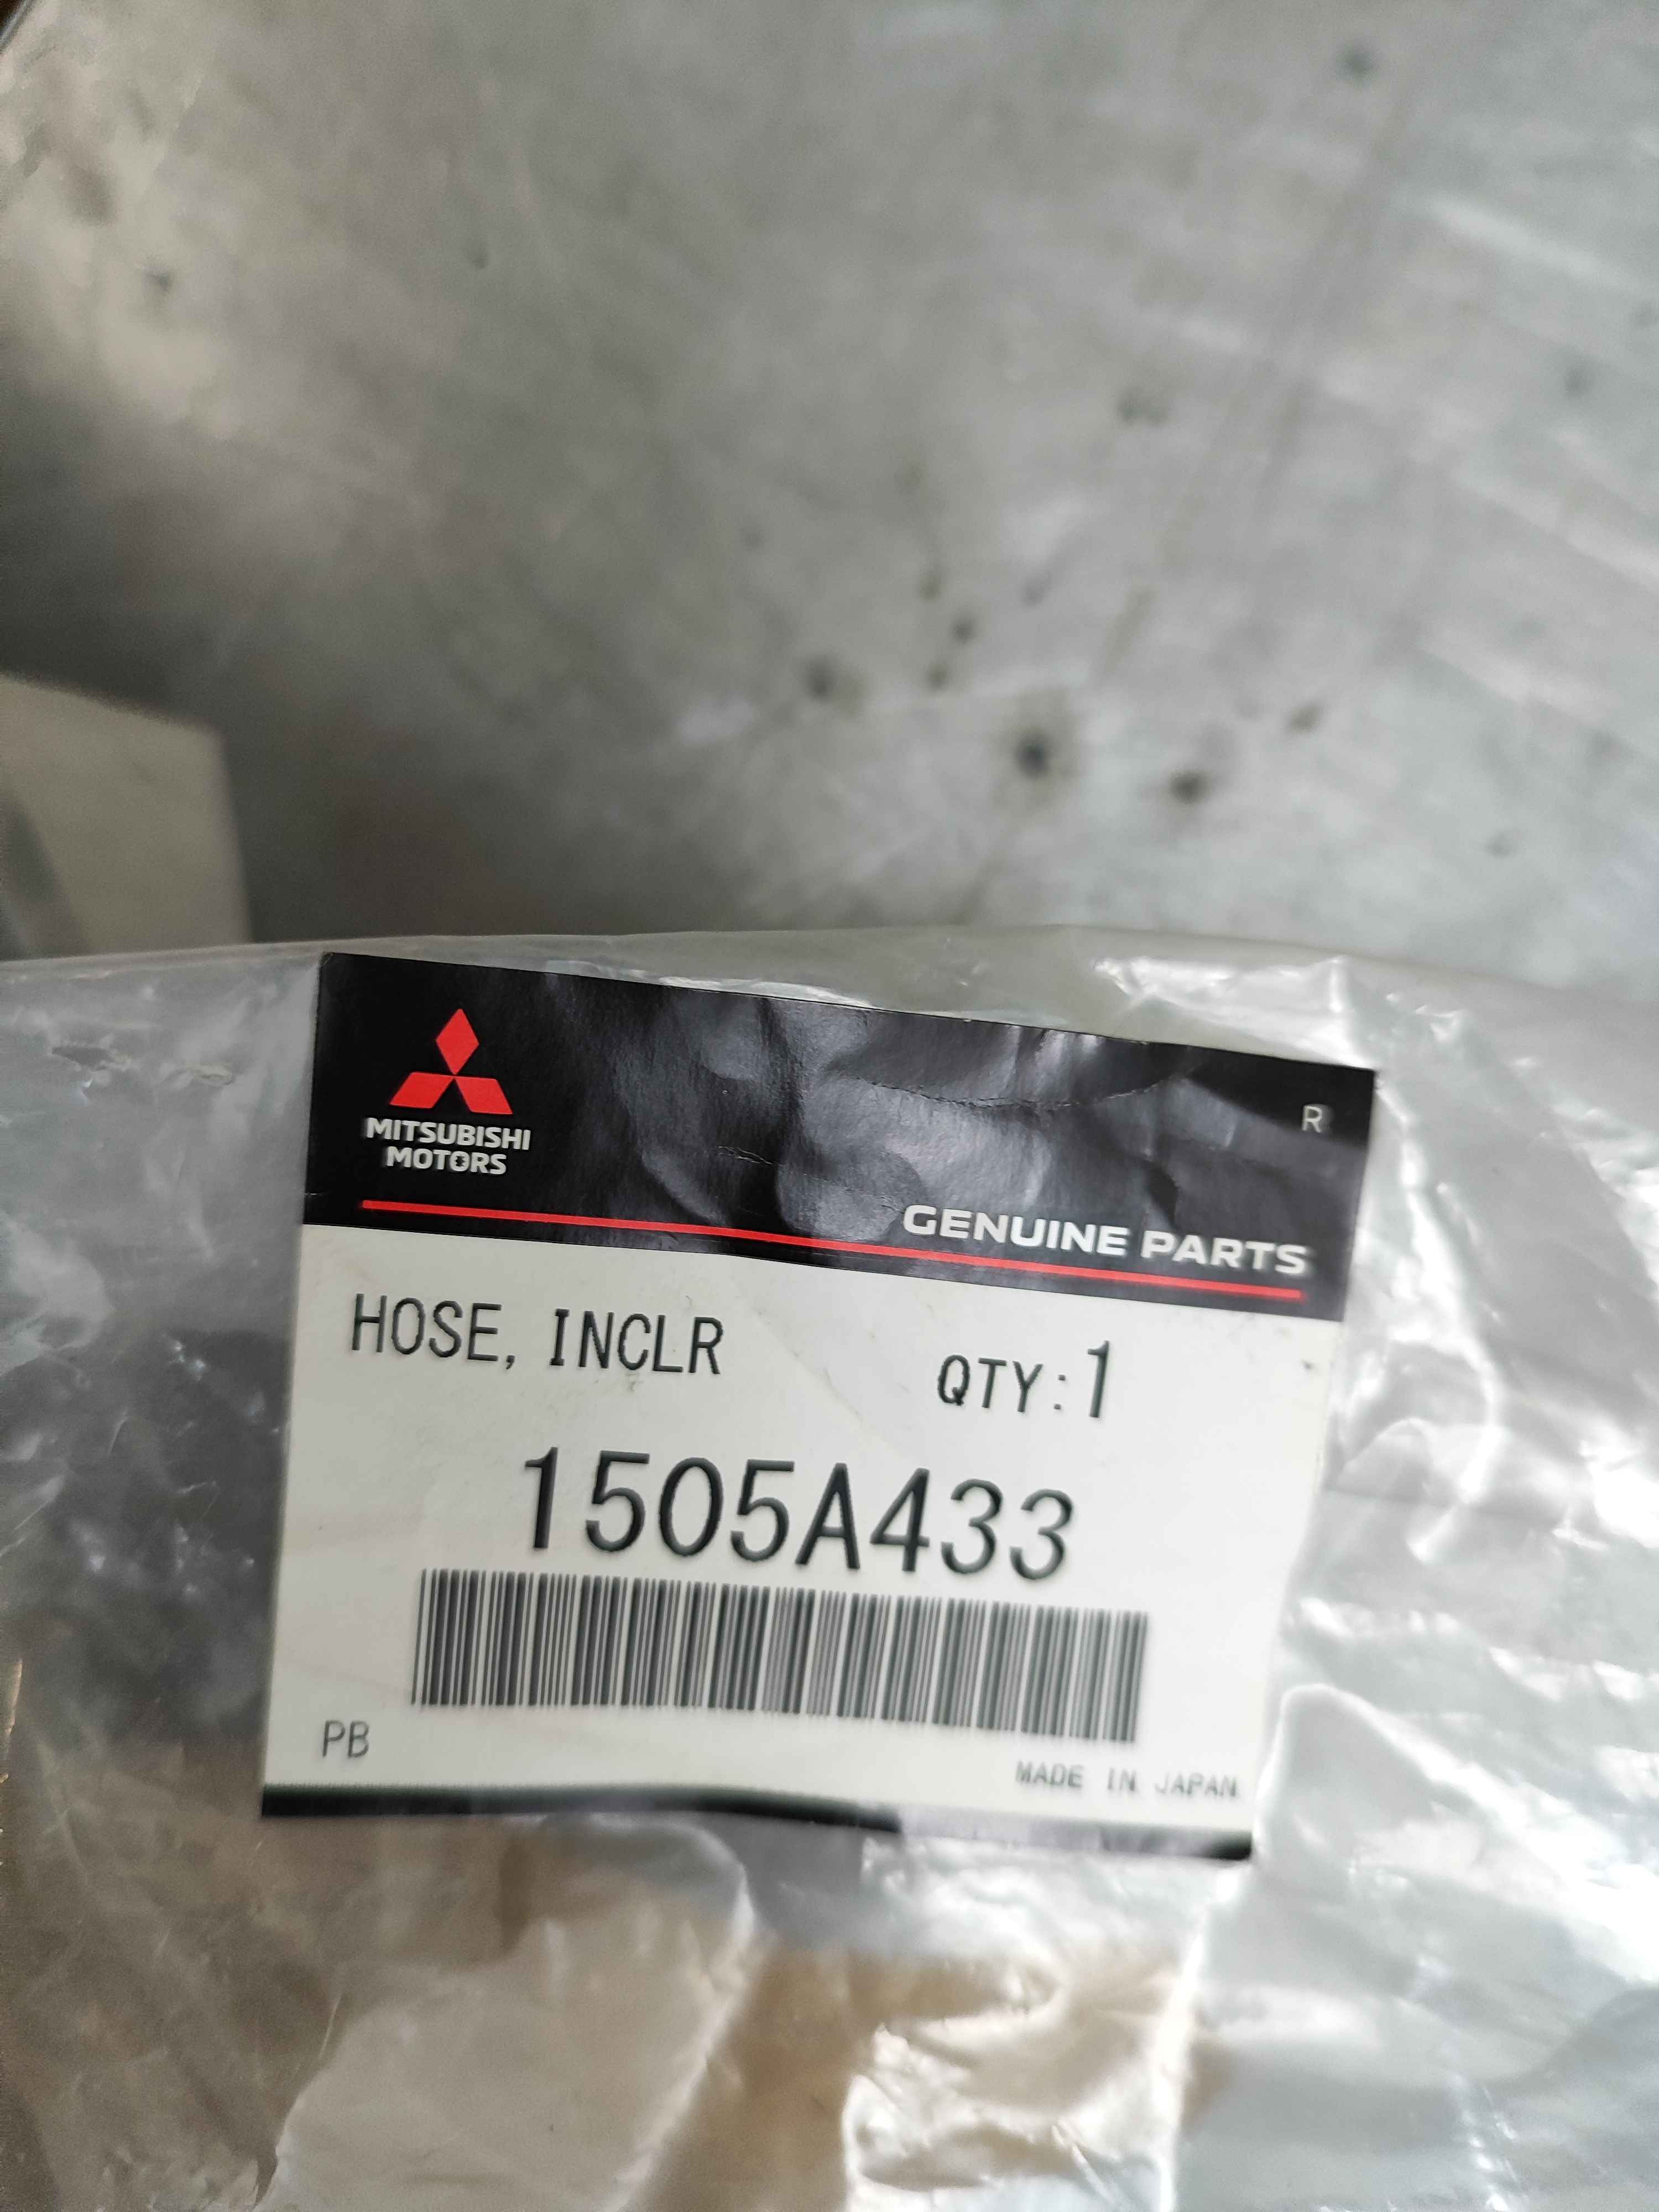 MITSUBISHI
MOTORS
R
GENUINE PARTS
HOSE, INCLR
QTY:1
1505A433
PB
MADE IN JAPAN